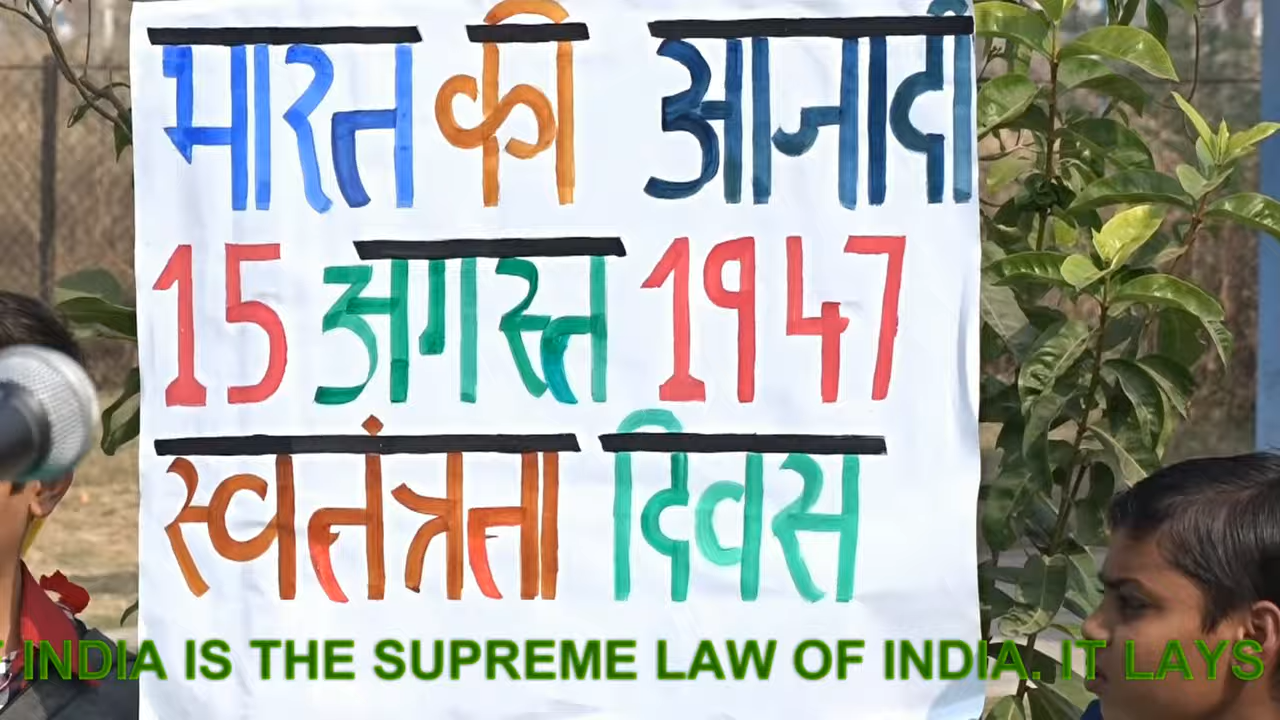 भारत की आजादी
15 अगस्त 1947
स्वतंत्रता दिवस
INDIA IS THE SUPREME LAW OF INDIA. IT LAYS